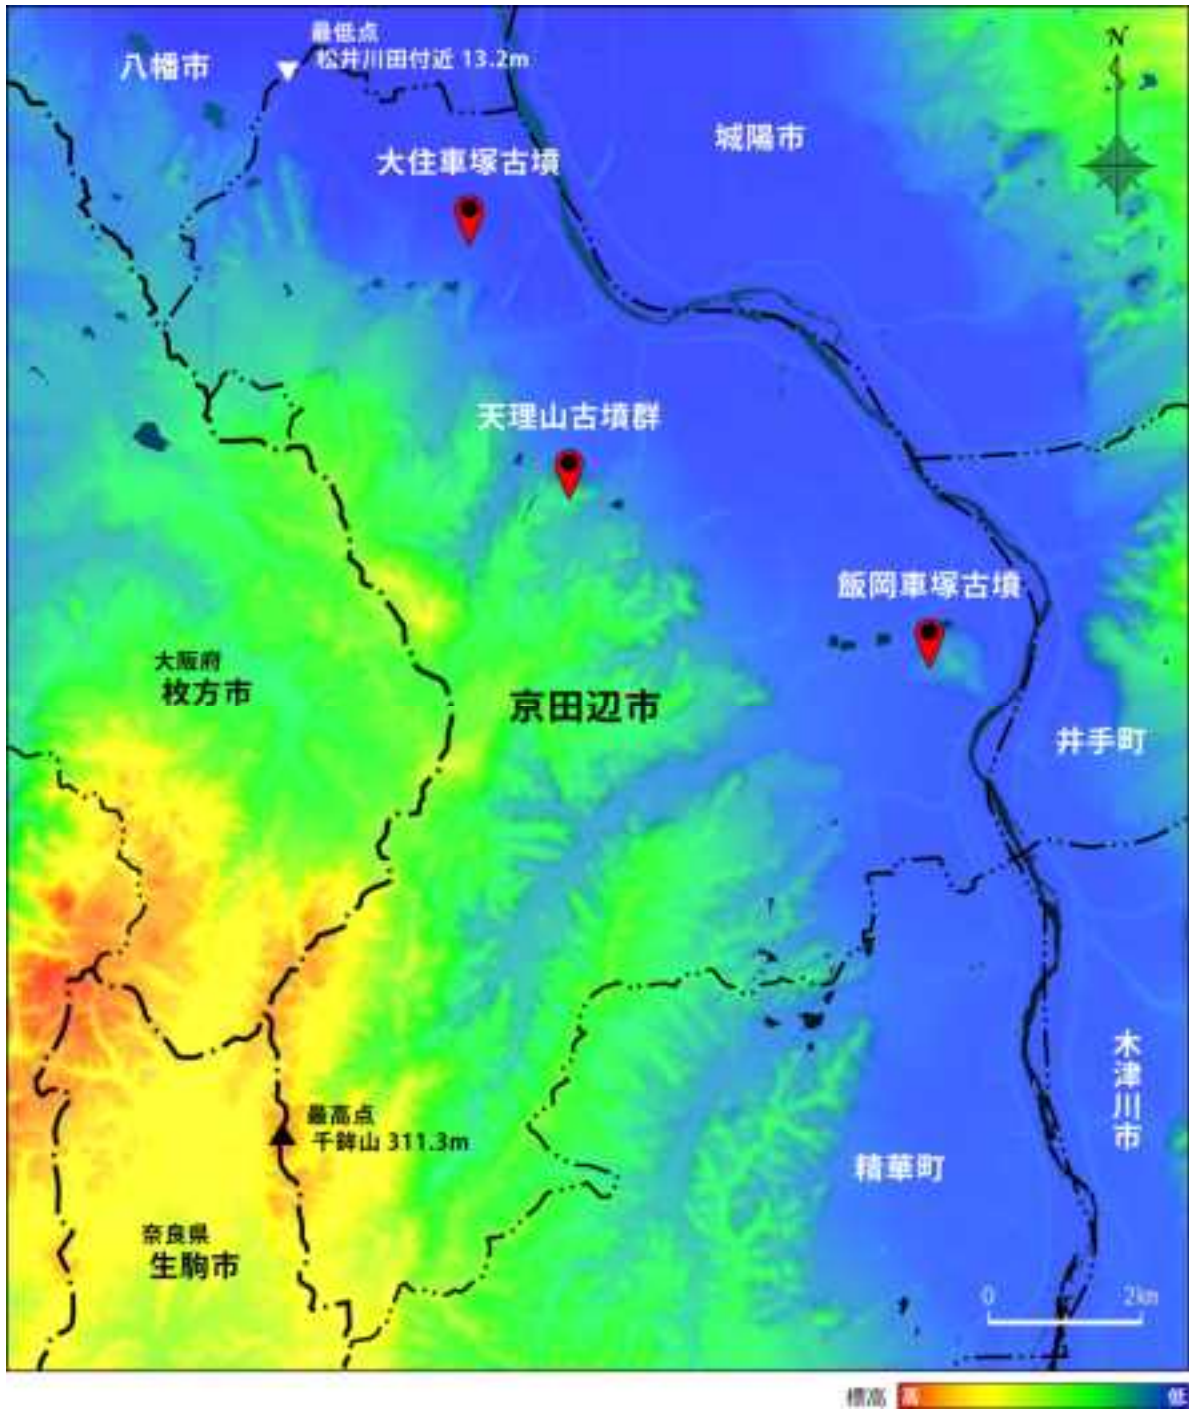 最低点
松井川田付近 13.2m
八幡市
N
城陽市
大住車塚古墳
天理山古墳群
飯岡車塚古墳
大阪府
枚方市
京田辺市
井手町
木津川市
最高点
千鉾山 311.3m
精華町
奈良県
生駒市
0 2km
標高 高 低